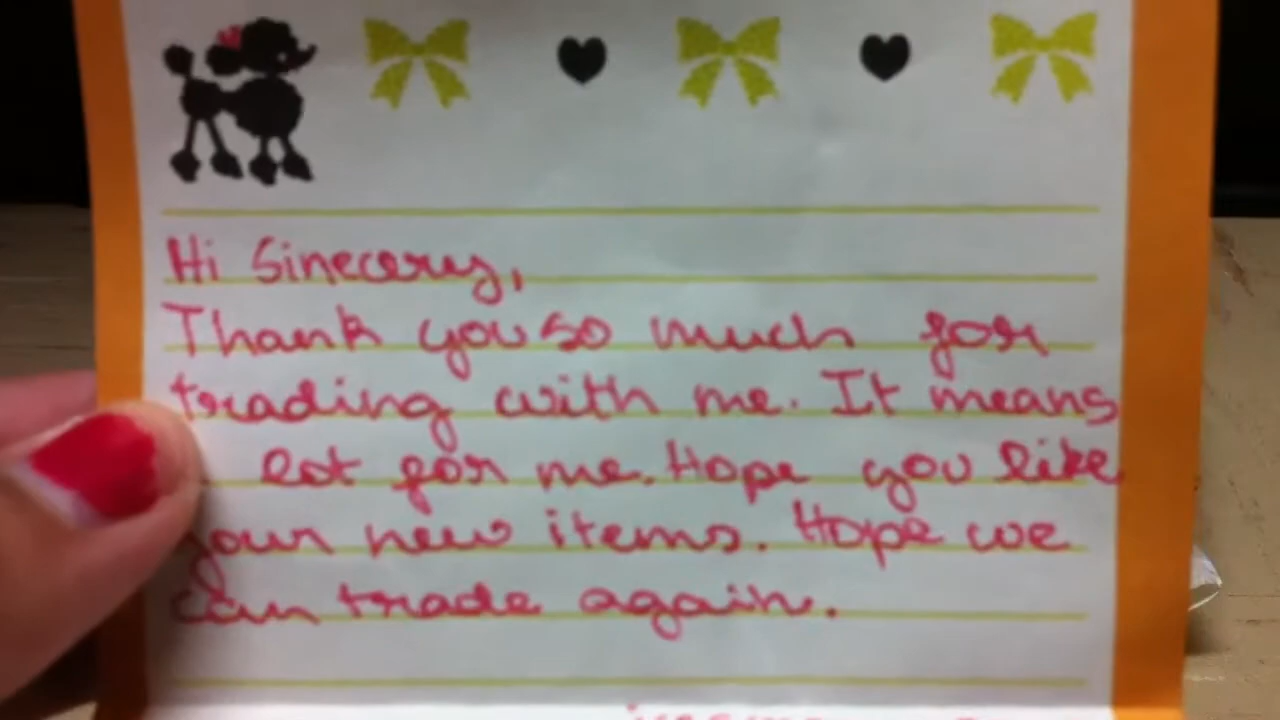 Hi Sinecerey,
Thank you so much for
trading with me. It means
lot for me. Hope you like
your new items. Hope we
can trade again.